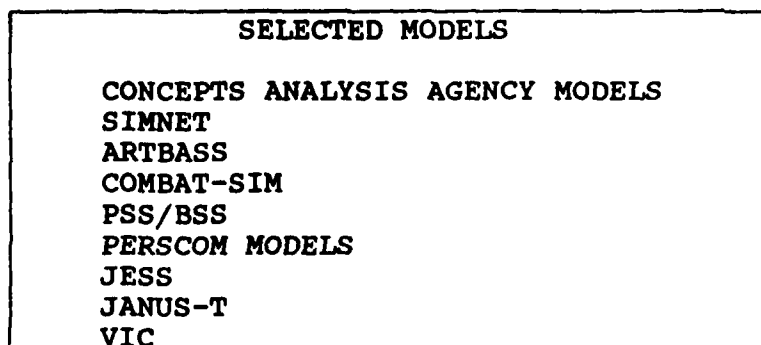 SELECTED MODELS
CONCEPTS ANALYSIS AGENCY MODELS
SIMNET
ARTBASS
COMBAT-SIM
PSS/BSS
PERSCOM MODELS
JESS
JANUS-T
VIC